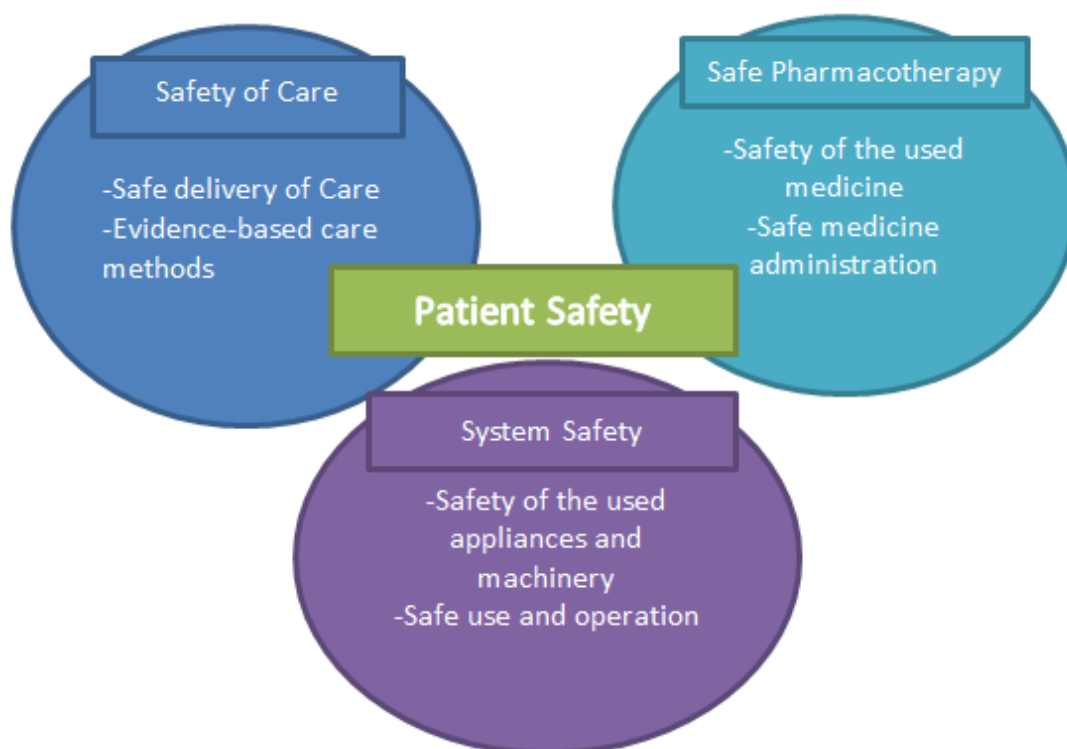 Safety of Care
-Safe delivery of Care
-Evidence-based care
methods
Safe Pharmacotherapy
-Safety of the used
medicine
-Safe medicine
administration
Patient Safety
System Safety
-Safety of the used
appliances and
machinery
-Safe use and operation